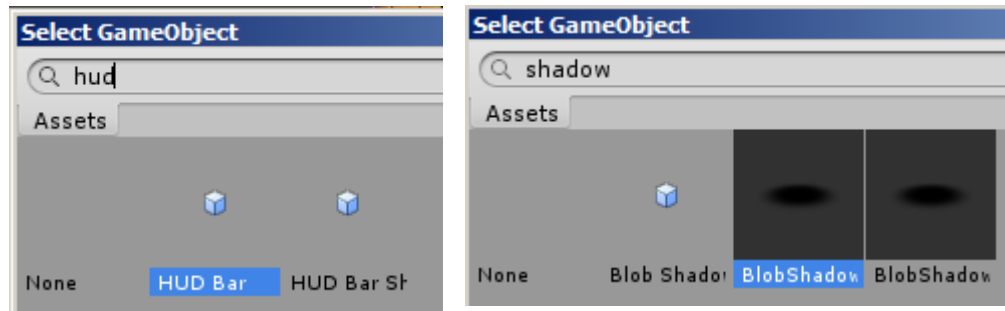 Select GameObject
hud
Assets
None HUD Bar HUD Bar Sh
Select GameObject
shadow
Assets
None Blob Shado BlobShadow BlobShadow